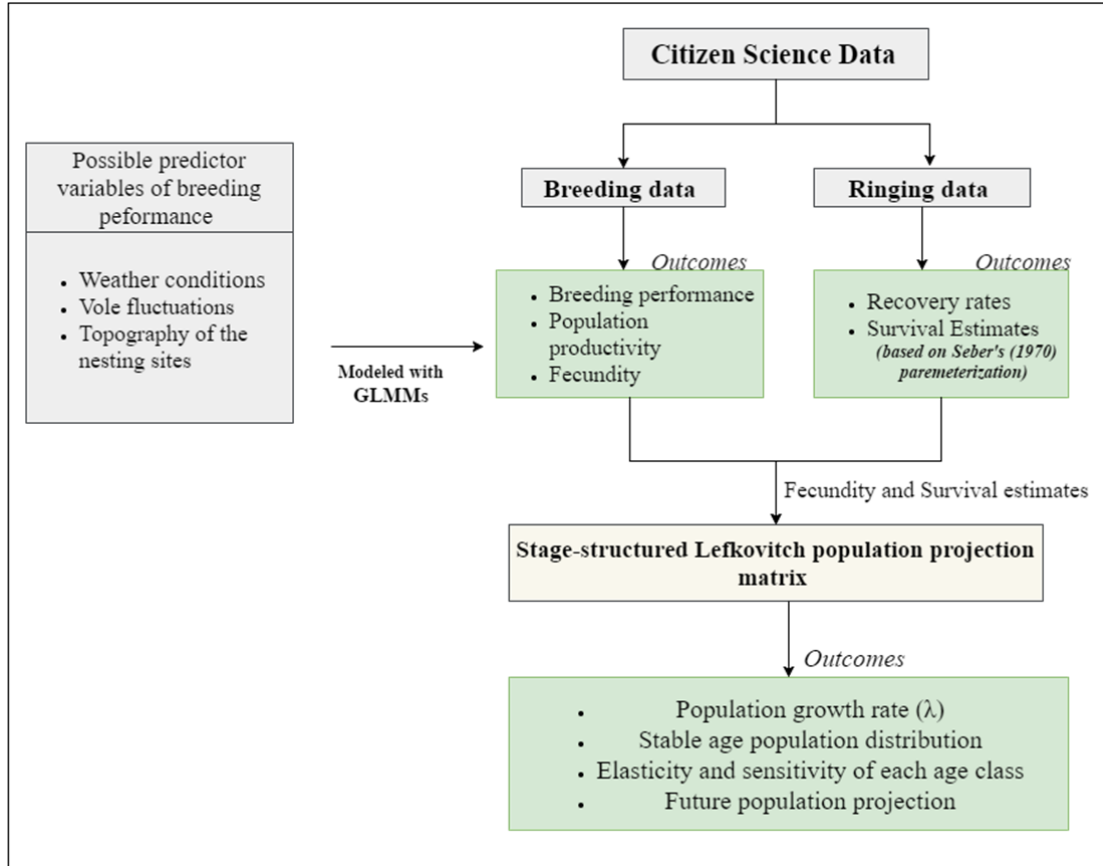 Citizen Science Data
Possible predictor
variables of breeding
peformance
• Weather conditions
• Vole fluctuations
• Topography of the
nesting sites
Modeled with
GLMMs
Breeding data
Ringing data
Outcomes
• Breeding performance
• Population
productivity
• Fecundity
Outcomes
• Recovery rates
• Survival Estimates
(based on Seber's (1970)
paremeterization)
Fecundity and Survival estimates
Stage-structured Lefkovitch population projection
matrix
Outcomes
• Population growth rate (λ)
• Stable age population distribution
• Elasticity and sensitivity of each age class
• Future population projection